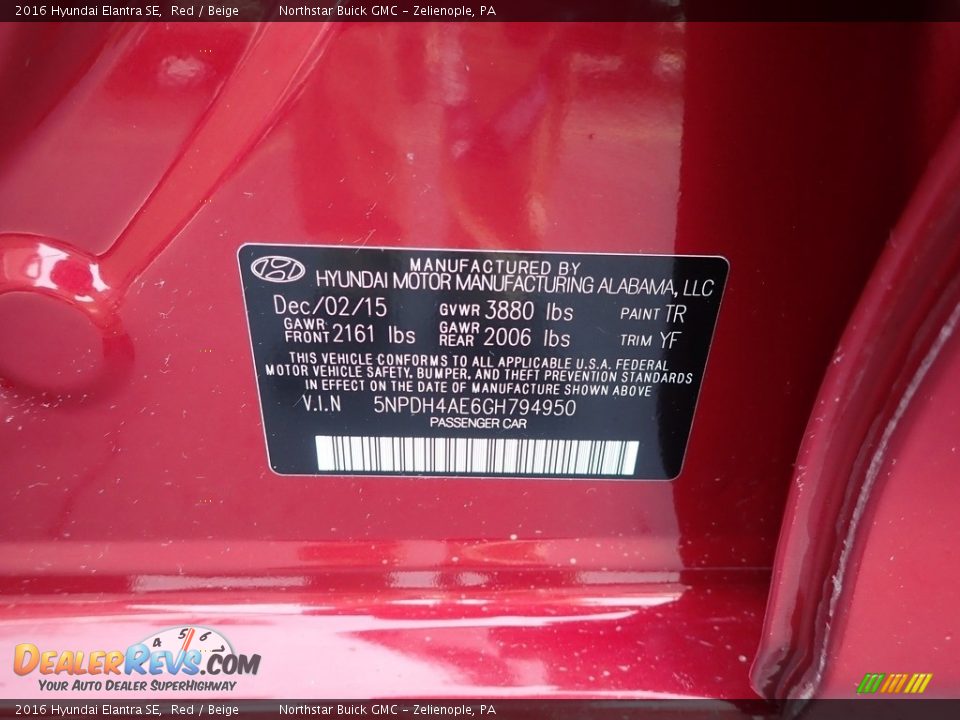 2016 Hyundai Elantra SE, Red / Beige Northstar Buick GMC - Zelienople, PA
MANUFACTURED BY
HYUNDAI MOTOR MANUFACTURING ALABAMA, LLC
Dec/02/15 GVWR 3880 lbs PAINT TR
GAWR FRONT 2161 lbs GAWR REAR 2006 lbs TRIM YF
THIS VEHICLE CONFORMS TO ALL APPLICABLE U.S.A. FEDERAL
MOTOR VEHICLE SAFETY, BUMPER, AND THEFT PREVENTION STANDARDS
IN EFFECT ON THE DATE OF MANUFACTURE SHOWN ABOVE
V.I.N 5NPDH4AE6GH794950
PASSENGER CAR
4 5 6
DEALERREVS.COM
YOUR AUTO DEALER SUPERHIGHWAY
2016 Hyundai Elantra SE, Red / Beige Northstar Buick GMC - Zelienople, PA